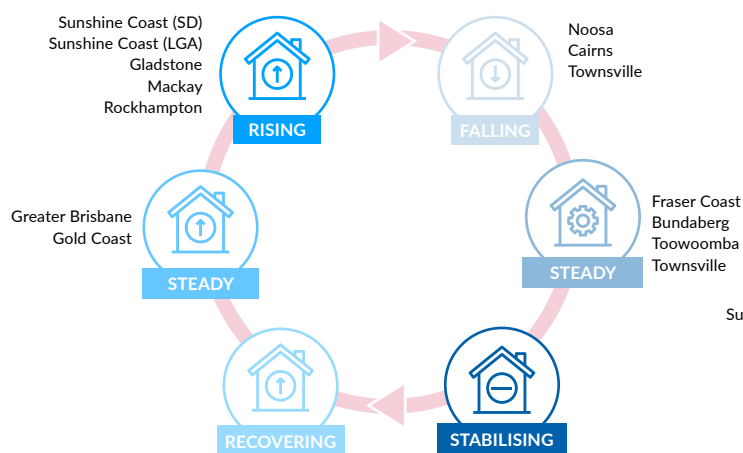 Sunshine Coast (SD)
Sunshine Coast (LGA)
Gladstone
Mackay
Rockhampton
RISING
Noosa
Cairns
Townsville
FALLING
Greater Brisbane
Gold Coast
STEADY
Fraser Coast
Bundaberg
Toowoomba
Townsville
STEADY
Su
RECOVERING
STABILISING